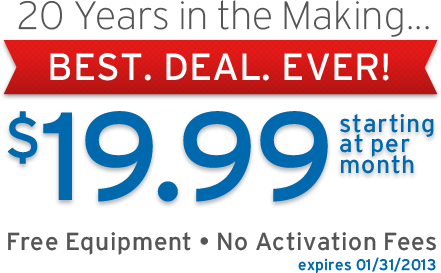 20 Years in the Making...
BEST. DEAL. EVER!
$19.99 starting at per month
Free Equipment • No Activation Fees
expires 01/31/2013